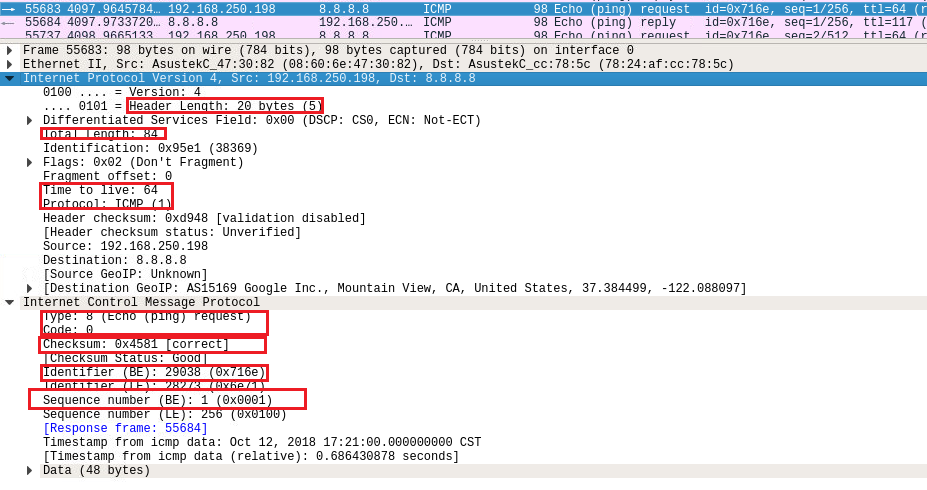 55683 4097.9645784... 192.168.250.198 8.8.8.8 ICMP 98 Echo (ping) request id=0x716e, seq=1/256, ttl=64 (r
55684 4097.9733720... 8.8.8.8 192.168.250.... ICMP 98 Echo (ping) reply id=0x716e, seq=1/256, ttl=117 (
55737 4098.9665133... 192.168.250.198 8.8.8.8 ICMP 98 Echo (ping) request id=0x716e, seq=2/512, ttl=64 (r
Frame 55683: 98 bytes on wire (784 bits), 98 bytes captured (784 bits) on interface 0
Ethernet II, Src: AsustekC_47:30:82 (08:60:6e:47:30:82), Dst: AsustekC_cc:78:5c (78:24:af:cc:78:5c)
Internet Protocol Version 4, Src: 192.168.250.198, Dst: 8.8.8.8
0100 .... = Version: 4
.... 0101 = Header Length: 20 bytes (5)
Differentiated Services Field: 0x00 (DSCP: CS0, ECN: Not-ECT)
Total Length: 84
Identification: 0x95e1 (38369)
Flags: 0x02 (Don't Fragment)
Fragment offset: 0
Time to live: 64
Protocol: ICMP (1)
Header checksum: 0xd948 [validation disabled]
[Header checksum status: Unverified]
Source: 192.168.250.198
Destination: 8.8.8.8
[Source GeoIP: Unknown]
[Destination GeoIP: AS15169 Google Inc., Mountain View, CA, United States, 37.384499, -122.088097]
Internet Control Message Protocol
Type: 8 (Echo (ping) request)
Code: 0
Checksum: 0x4581 [correct]
[Checksum Status: Good]
Identifier (BE): 29038 (0x716e)
Identifier (LE): 28273 (0x6e71)
Sequence number (BE): 1 (0x0001)
Sequence number (LE): 256 (0x0100)
[Response frame: 55684]
Timestamp from icmp data: Oct 12, 2018 17:21:00.000000000 CST
[Timestamp from icmp data (relative): 0.686430878 seconds]
Data (48 bytes)